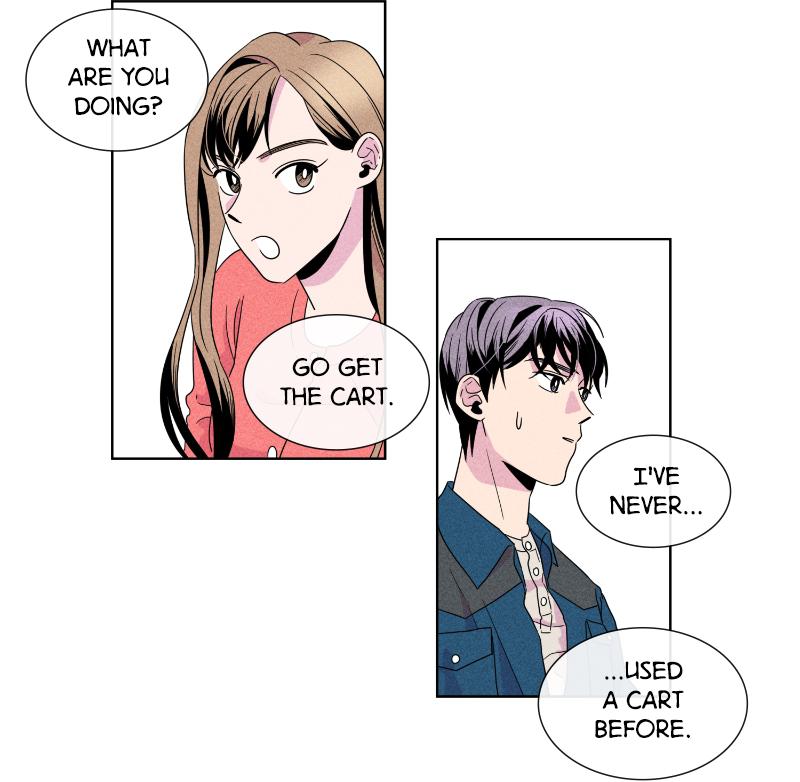 WHAT
ARE YOU
DOING?
GO GET
THE CART.
I'VE
NEVER...
...USED
A CART
BEFORE.